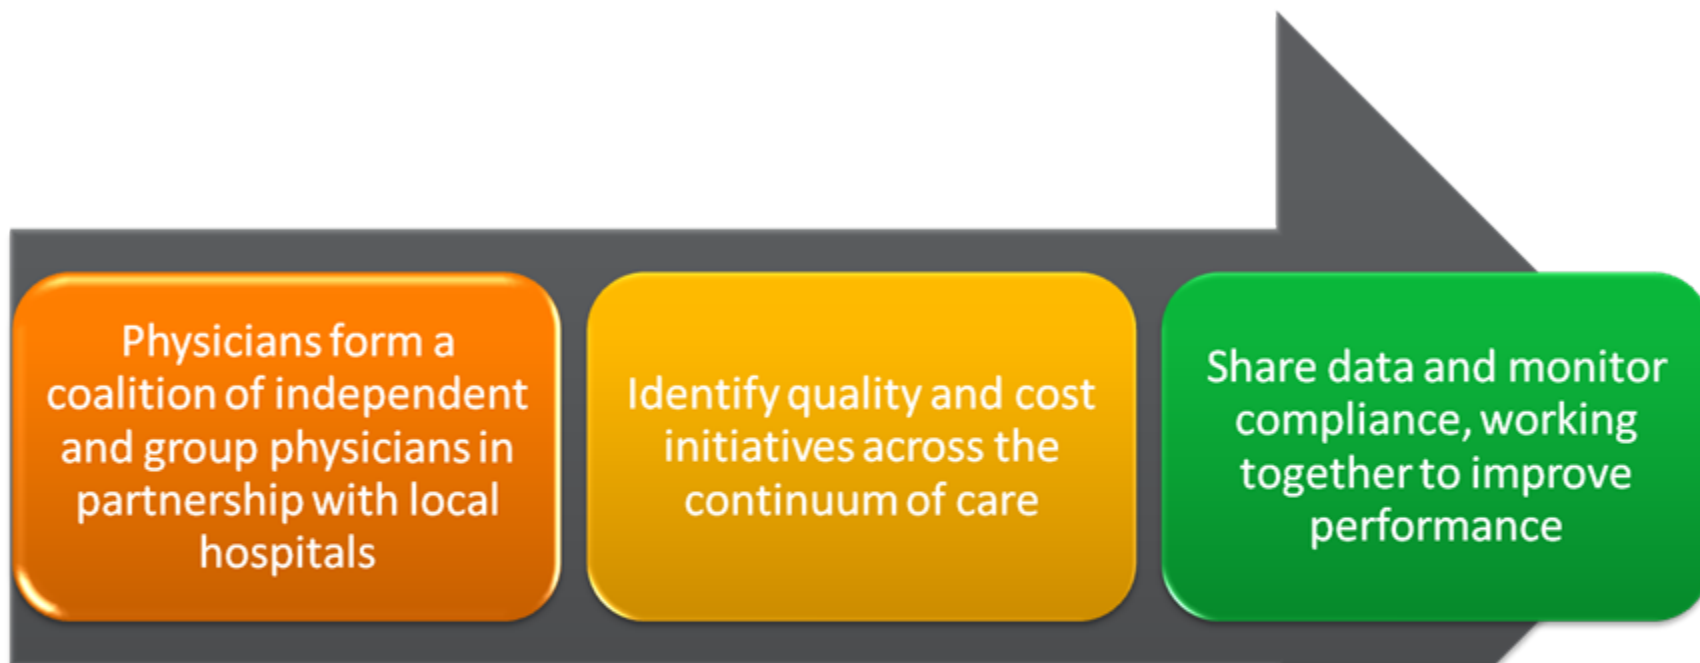 Physicians form a
coalition of independent
and group physicians in
partnership with local
hospitals
Identify quality and cost
initiatives across the
continuum of care
Share data and monitor
compliance, working
together to improve
performance